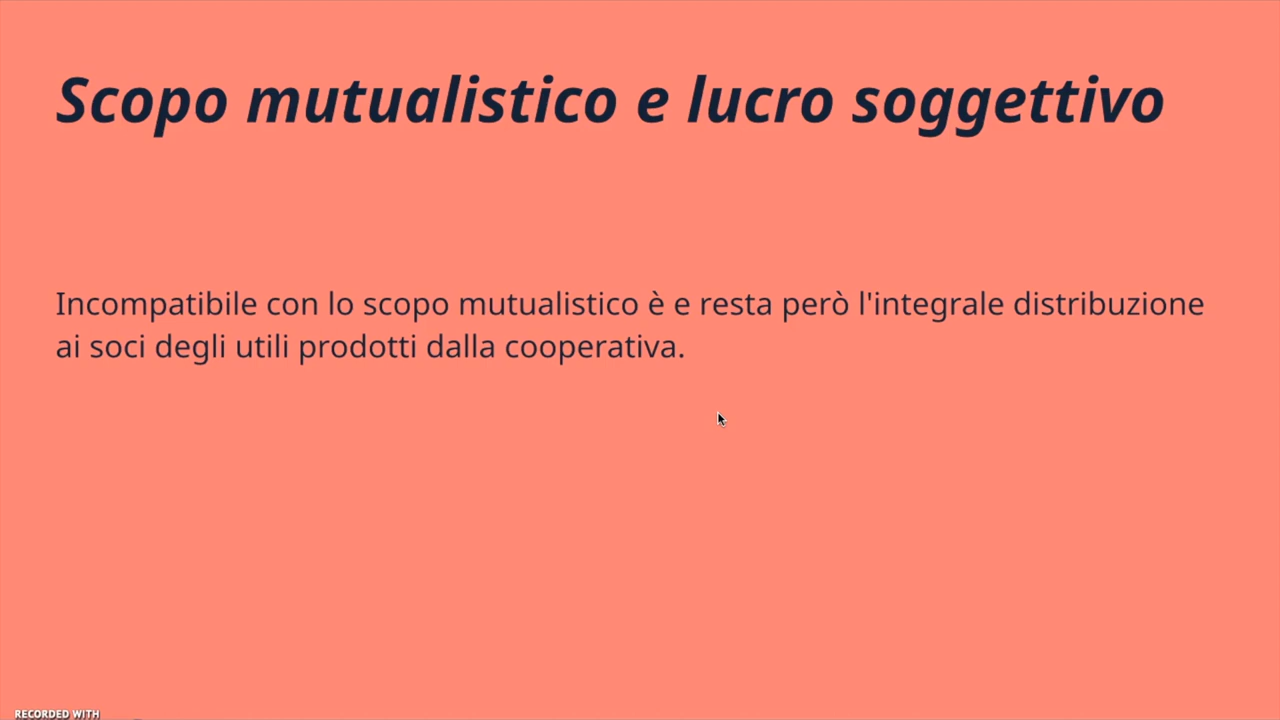 Scopo mutualistico e lucro soggettivo
Incompatibile con lo scopo mutualistico è e resta però l'integrale distribuzione
ai soci degli utili prodotti dalla cooperativa.
RECORDED WITH